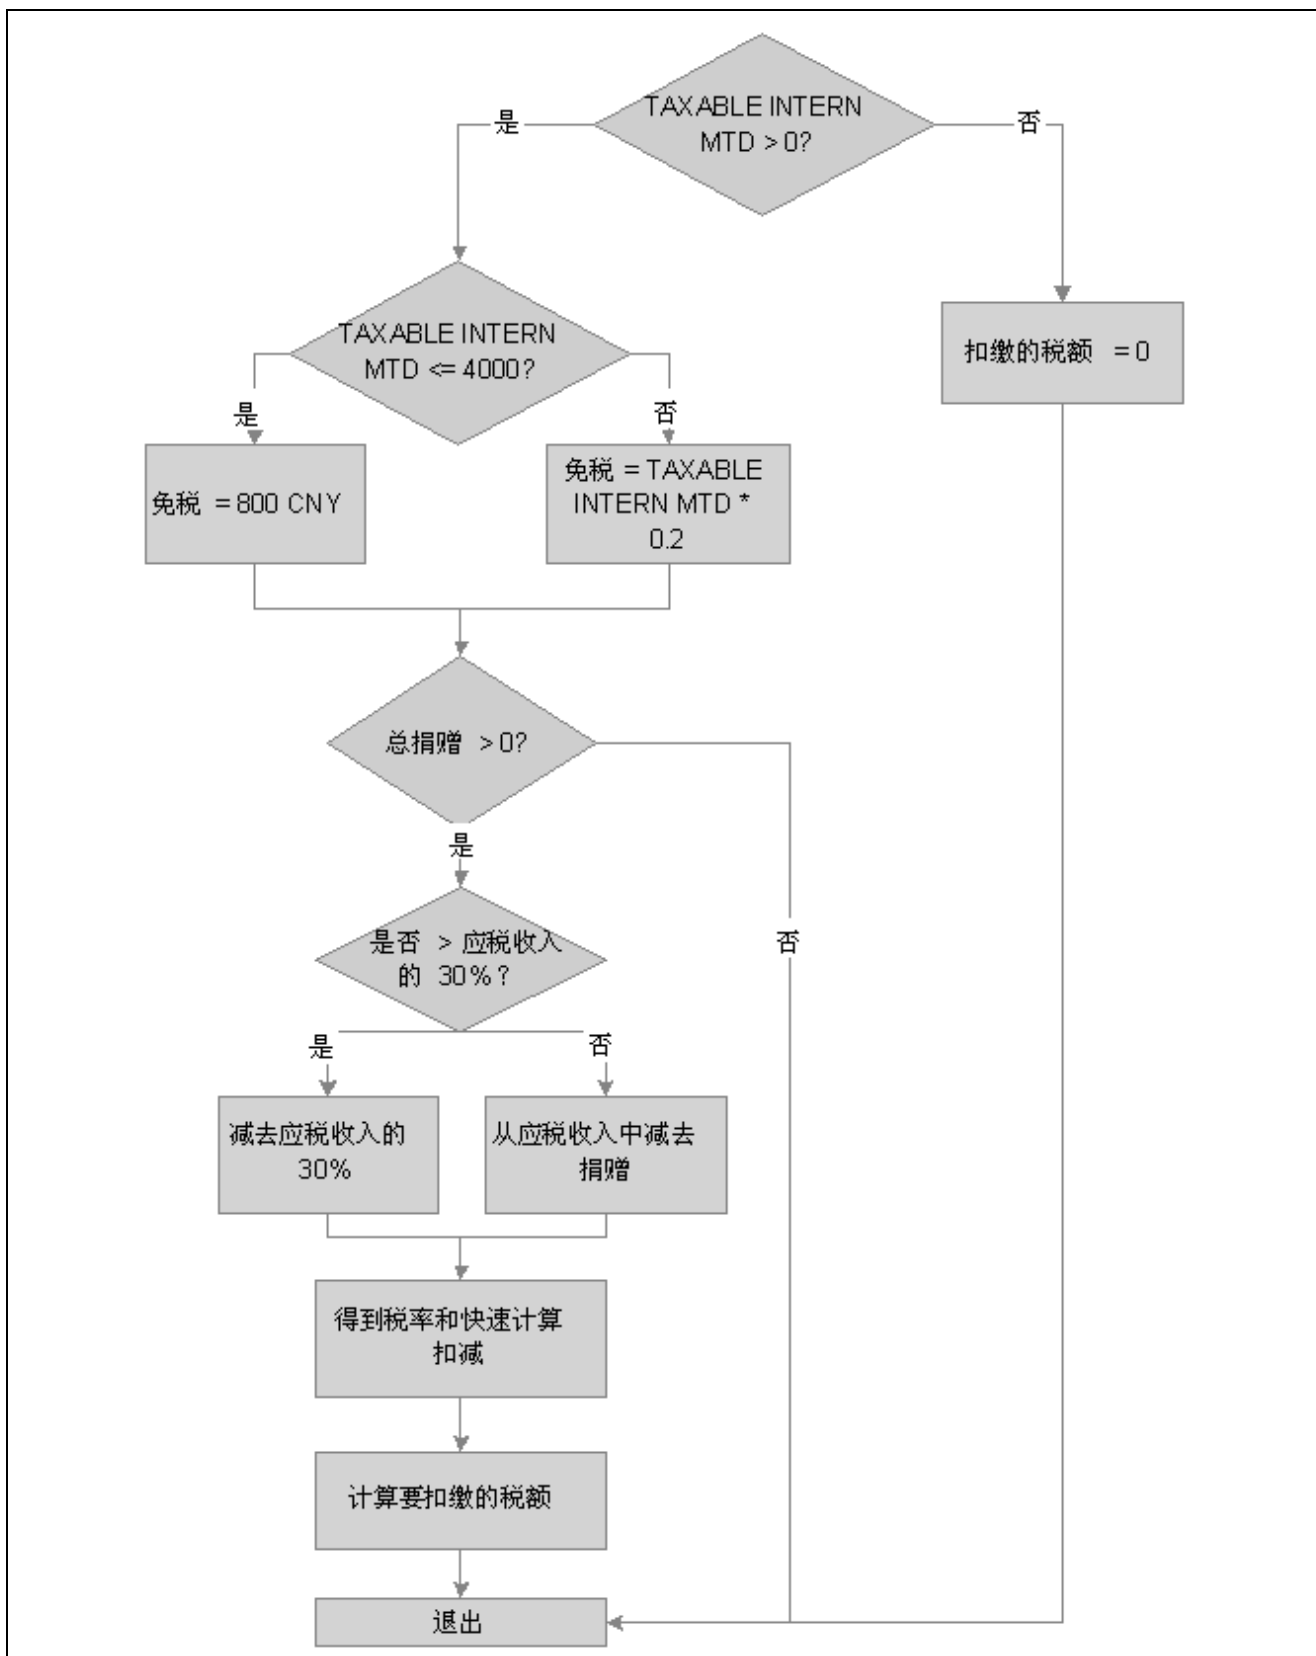 TAXABLE INTERN
MTD > 0?
是
否
TAXABLE INTERN
MTD <= 4000?
扣缴的税额 = 0
是
否
免税 = 800 CNY
免税 = TAXABLE
INTERN MTD *
0.2
总捐赠 > 0?
是
是否 > 应税收入
的 30%?
否
是
否
减去应税收入的
30%
从应税收入中减去
捐赠
得到税率和快速计算
扣减
计算要扣缴的税额
退出